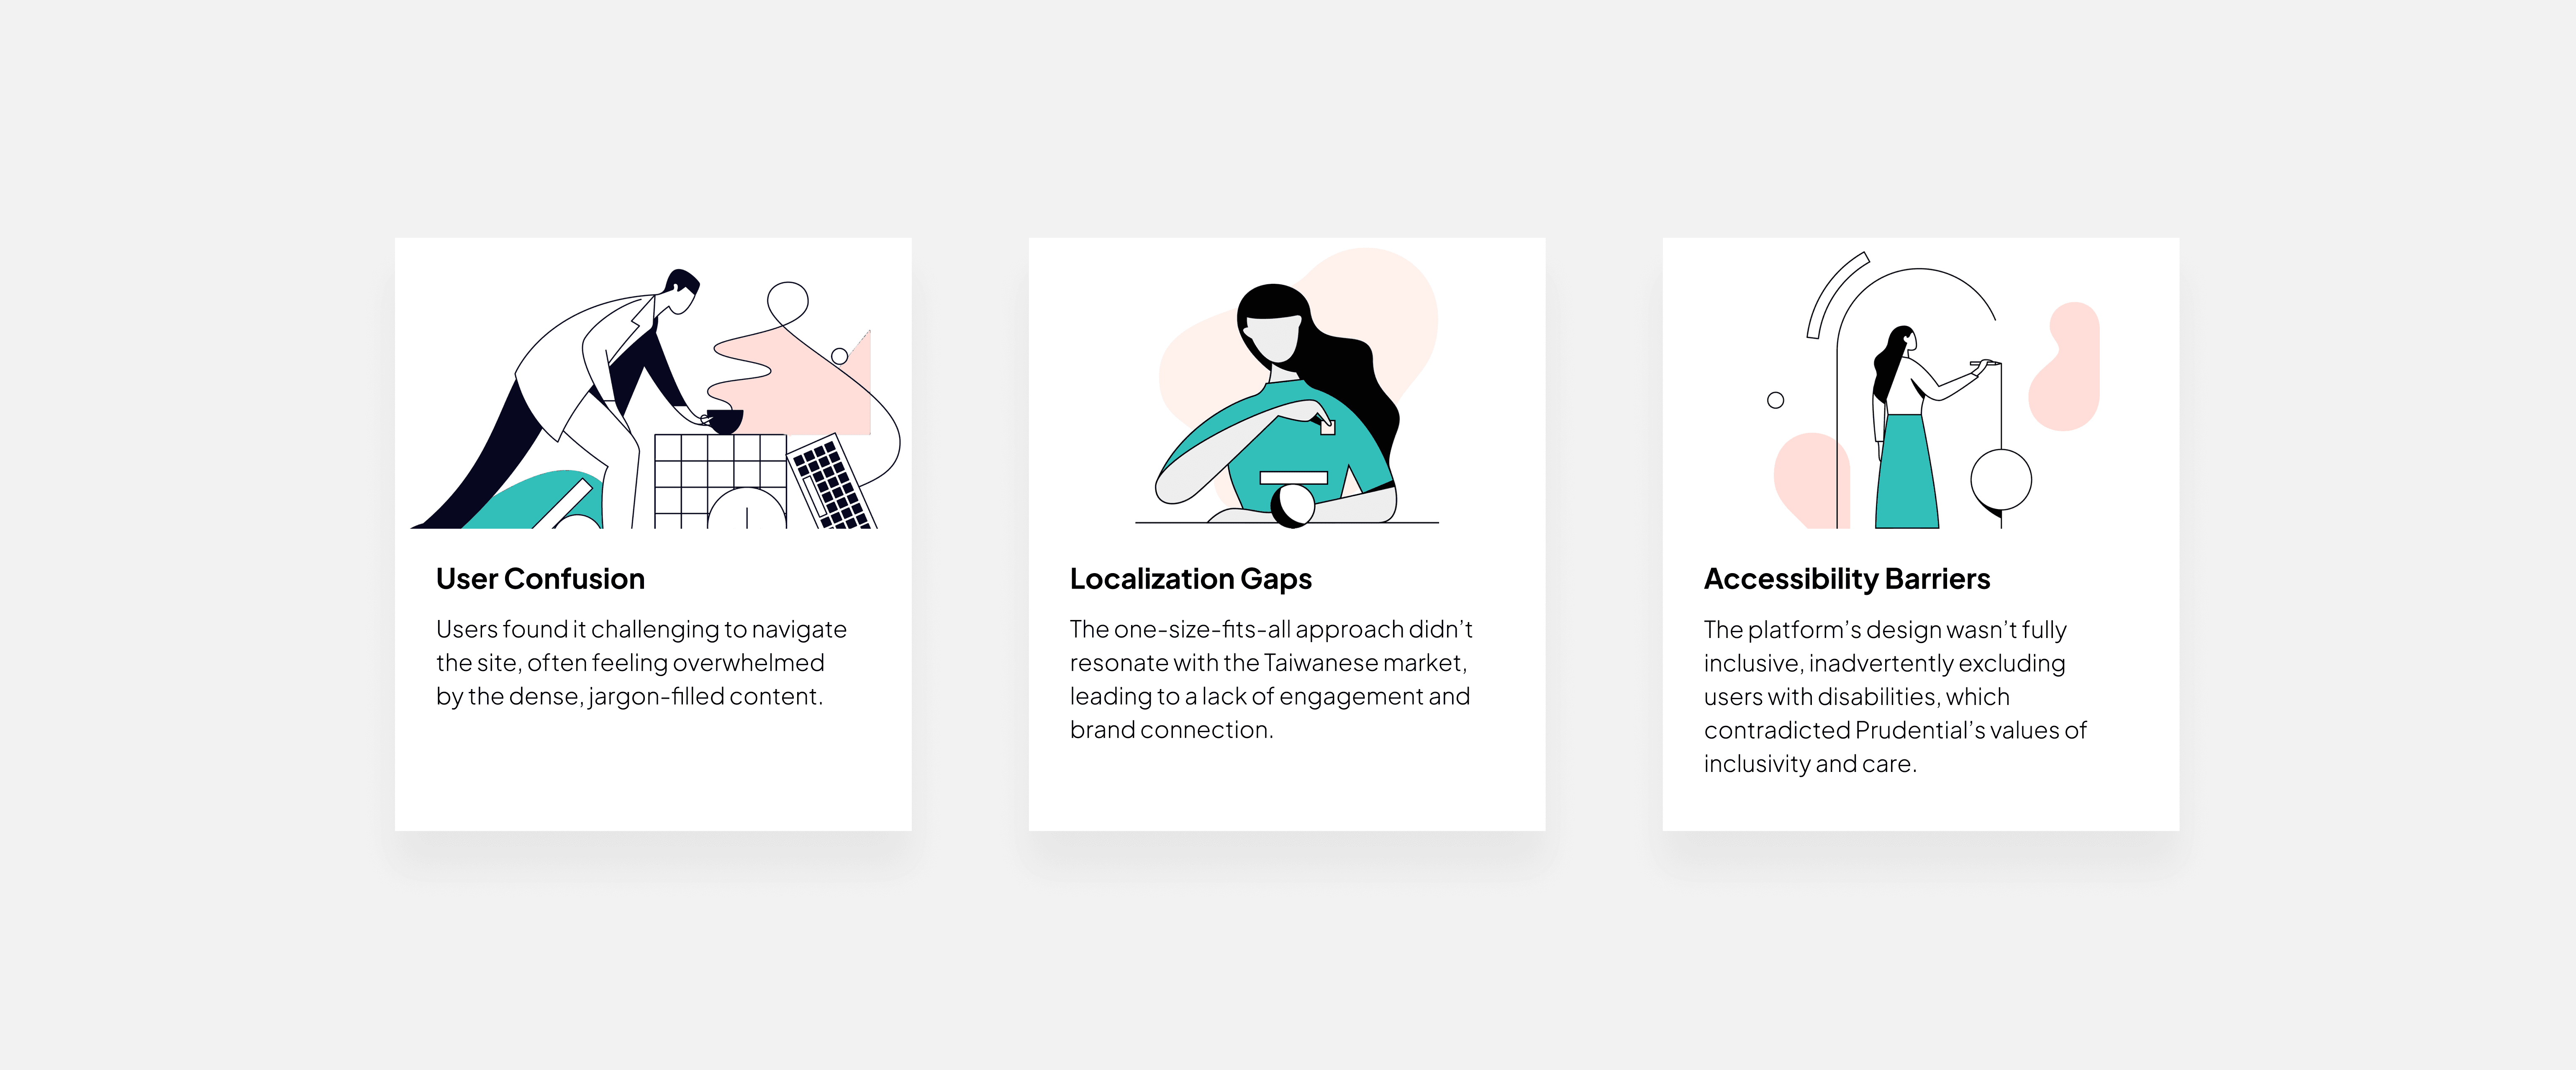 User Confusion
Users found it challenging to navigate
the site, often feeling overwhelmed
by the dense, jargon-filled content.
Localization Gaps
The one-size-fits-all approach didn’t
resonate with the Taiwanese market,
leading to a lack of engagement and
brand connection.
Accessibility Barriers
The platform’s design wasn’t fully
inclusive, inadvertently excluding
users with disabilities, which
contradicted Prudential’s values of
inclusivity and care.